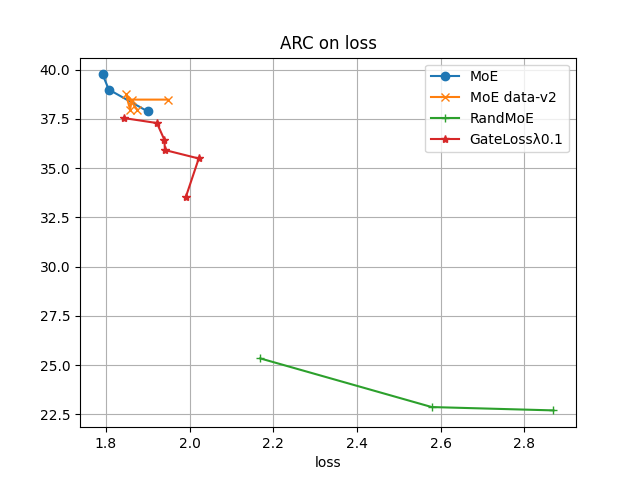 ARC on loss
MoE
MoE data-v2
RandMoE
GateLossλ0.1
40.0
37.5
35.0
32.5
30.0
27.5
25.0
22.5
1.8 2.0 2.2 2.4 2.6 2.8
loss